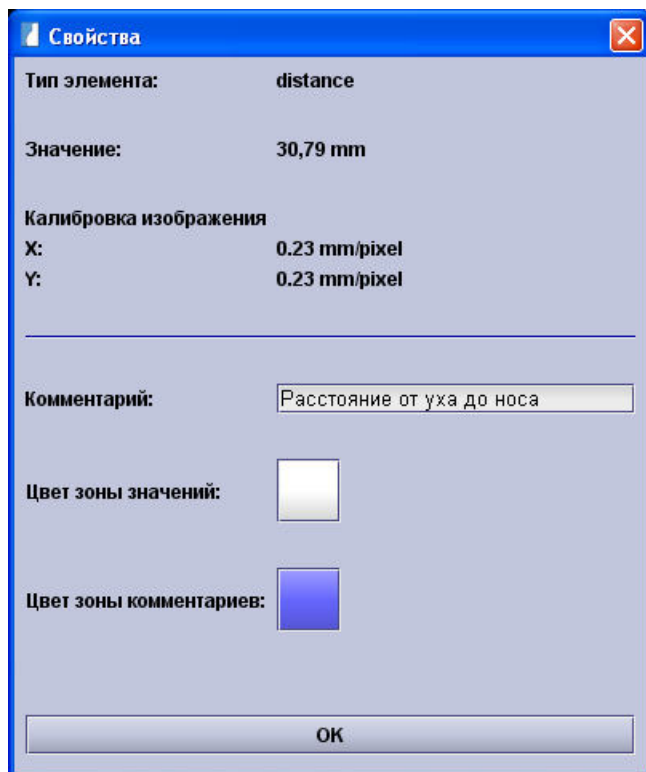 Свойства
Тип элемента: distance
Значение: 30,79 mm
Калибровка изображения
X: 0.23 mm/pixel
Y: 0.23 mm/pixel
Комментарий: Расстояние от уха до носа
Цвет зоны значений:
Цвет зоны комментариев:
OK